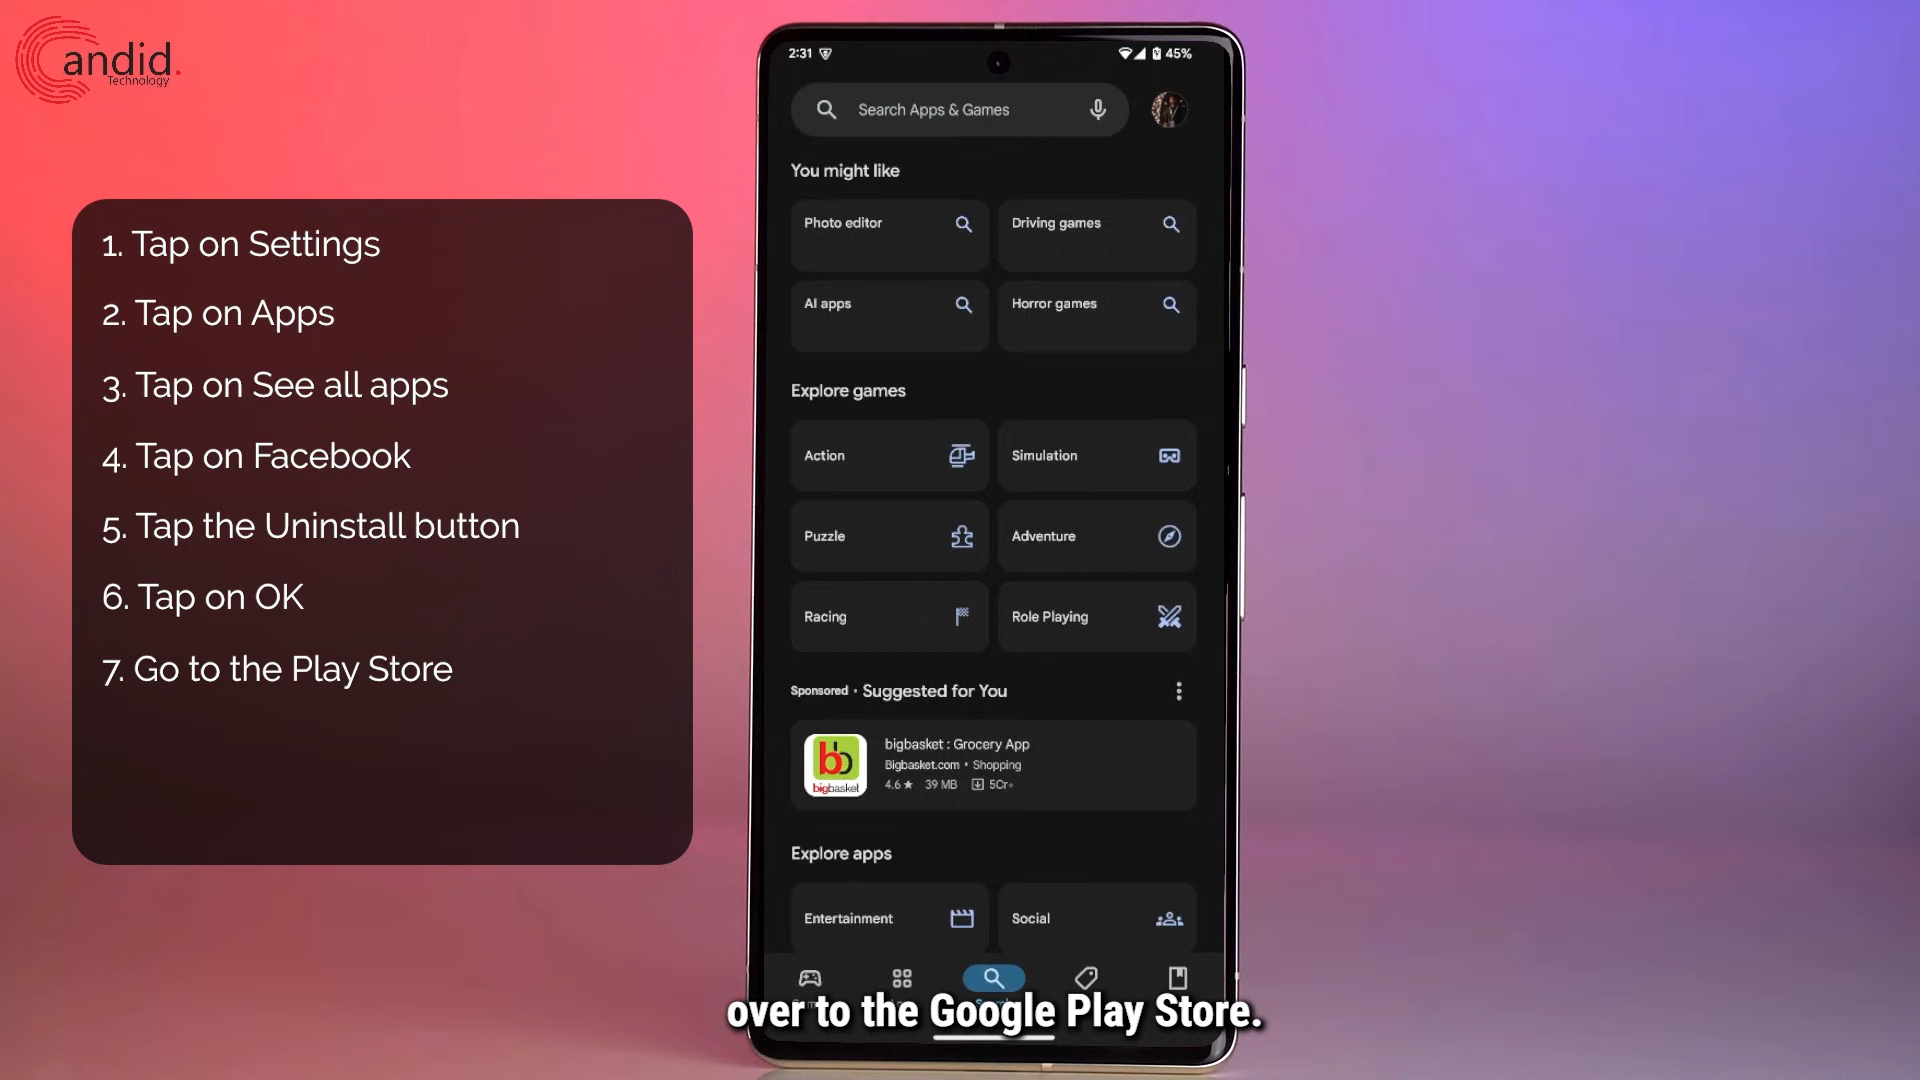 Candid.
Technology
1. Tap on Settings
2. Tap on Apps
3. Tap on See all apps
4. Tap on Facebook
5. Tap the Uninstall button
6. Tap on OK
7. Go to the Play Store
2:31
45%
Search Apps & Games
You might like
Photo editor
Driving games
AI apps
Horror games
Explore games
Action
Simulation
Puzzle
Adventure
Racing
Role Playing
Sponsored • Suggested for You
bigbasket : Grocery App
Bigbasket.com • Shopping
4.6★ 39 MB 5Cr+
bb
bigbasket
Explore apps
Entertainment
Social
over to the Google Play Store.